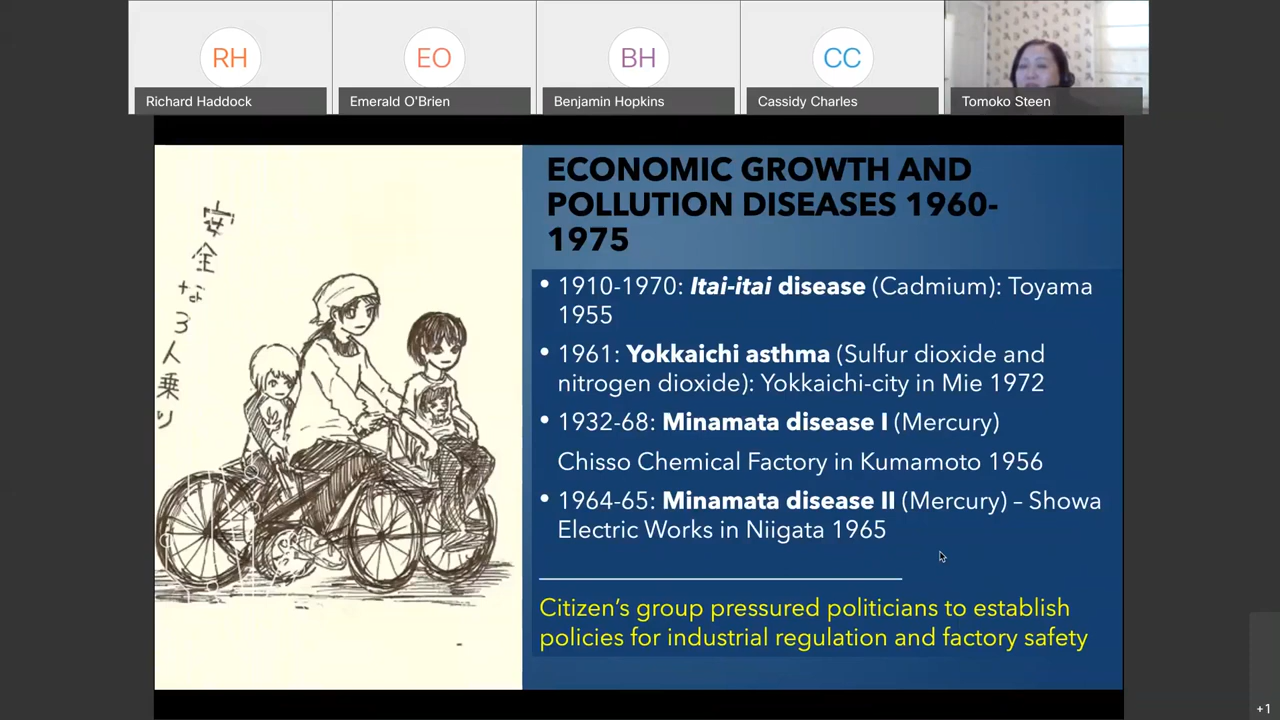 RH
EO
BH
CC
Richard Haddock
Emerald O'Brien
Benjamin Hopkins
Cassidy Charles
Tomoko Steen
安全な3人乗り
ECONOMIC GROWTH AND
POLLUTION DISEASES 1960-
1975
• 1910-1970: Itai-itai disease (Cadmium): Toyama
1955
• 1961: Yokkaichi asthma (Sulfur dioxide and
nitrogen dioxide): Yokkaichi-city in Mie 1972
• 1932-68: Minamata disease I (Mercury)
Chisso Chemical Factory in Kumamoto 1956
• 1964-65: Minamata disease II (Mercury) – Showa
Electric Works in Niigata 1965
Citizen’s group pressured politicians to establish
policies for industrial regulation and factory safety
+1